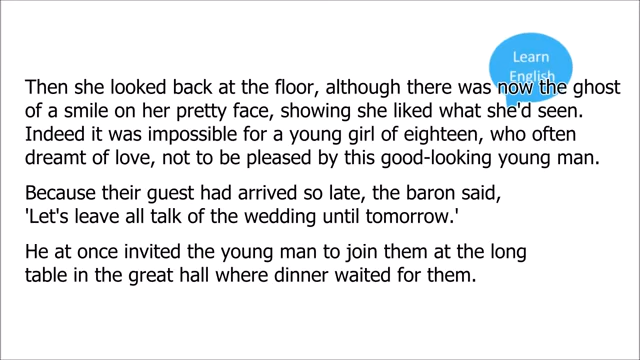 Learn
English
Then she looked back at the floor, although there was now the ghost
of a smile on her pretty face, showing she liked what she'd seen.
Indeed it was impossible for a young girl of eighteen, who often
dreamt of love, not to be pleased by this good-looking young man.
Because their guest had arrived so late, the baron said,
'Let's leave all talk of the wedding until tomorrow.'
He at once invited the young man to join them at the long
table in the great hall where dinner waited for them.